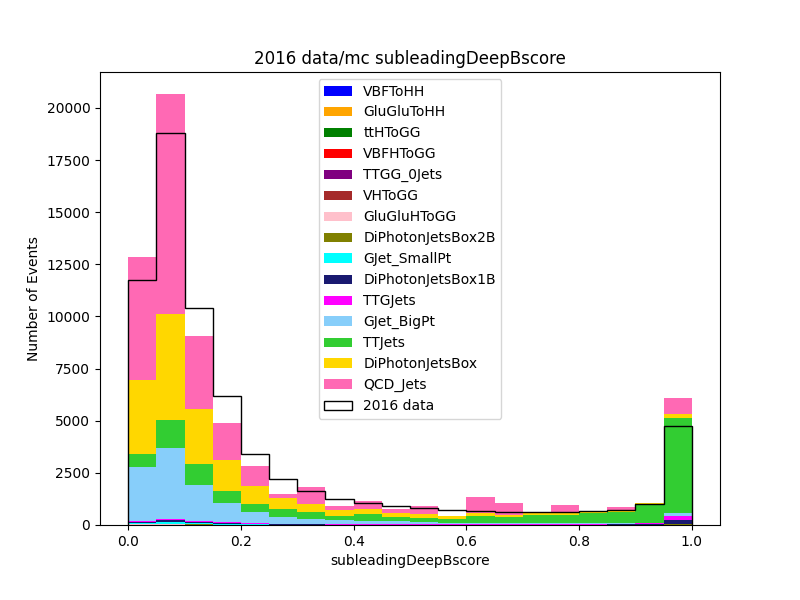 2016 data/mc subleadingDeepBscore
VBFToHH
GluGluToHH
ttHToGG
VBFHToGG
TTGG_0Jets
VHToGG
GluGluHToGG
DiPhotonJetsBox2B
GJet_SmallPt
DiPhotonJetsBox1B
TTGJets
GJet_BigPt
TTJets
DiPhotonJetsBox
QCD_Jets
2016 data
Number of Events
20000
17500
15000
12500
10000
7500
5000
2500
0
0.0 0.2 0.4 0.6 0.8 1.0
subleadingDeepBscore